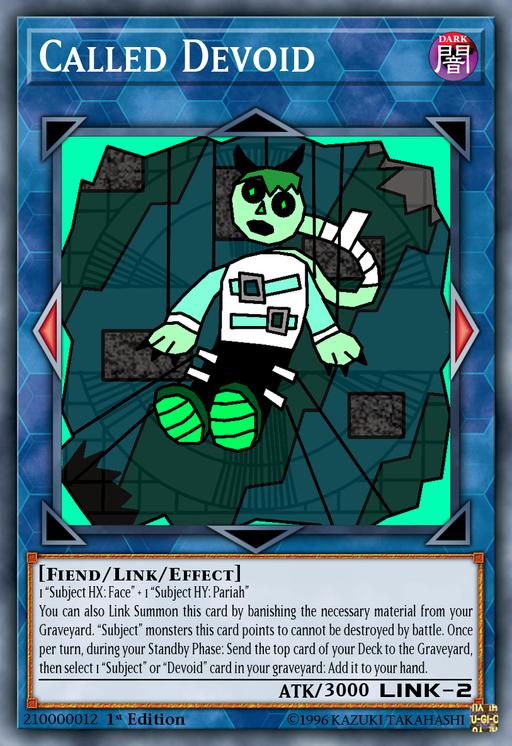 CALLED DEVOID
DARK
闇
[FIEND/LINK/EFFECT]
1 “Subject HX: Face” + 1 “Subject HY: Pariah”
You can also Link Summon this card by banishing the necessary material from your
Graveyard. “Subject” monsters this card points to cannot be destroyed by battle. Once
per turn, during your Standby Phase: Send the top card of your Deck to the Graveyard,
then select 1 “Subject” or “Devoid” card in your graveyard: Add it to your hand.
ATK/3000 LINK-2
210000012 1st Edition ©1996 KAZUKI TAKAHASHI